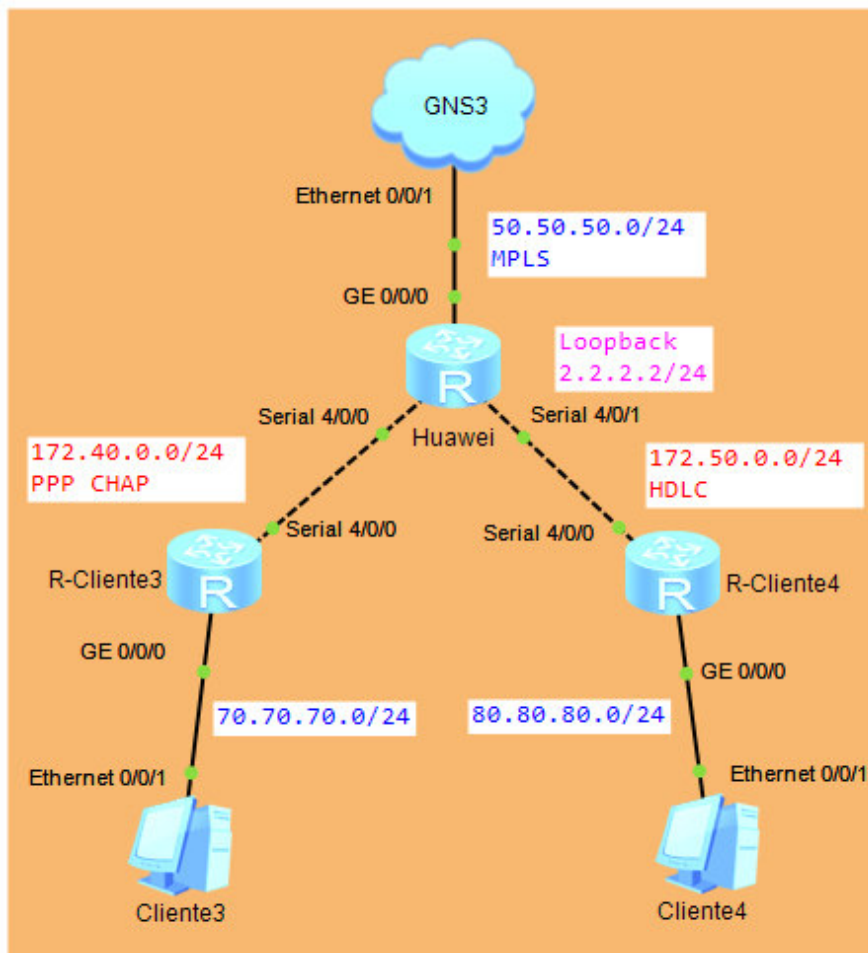 GNS3
Ethernet 0/0/1
50.50.50.0/24
MPLS
GE 0/0/0
Loopback
2.2.2.2/24
R
Serial 4/0/0
Serial 4/0/1
Huawei
172.40.0.0/24
PPP CHAP
172.50.0.0/24
HDLC
Serial 4/0/0
Serial 4/0/0
R-Cliente3
R
R
R-Cliente4
GE 0/0/0
GE 0/0/0
70.70.70.0/24
80.80.80.0/24
Ethernet 0/0/1
Ethernet 0/0/1
Cliente3
Cliente4